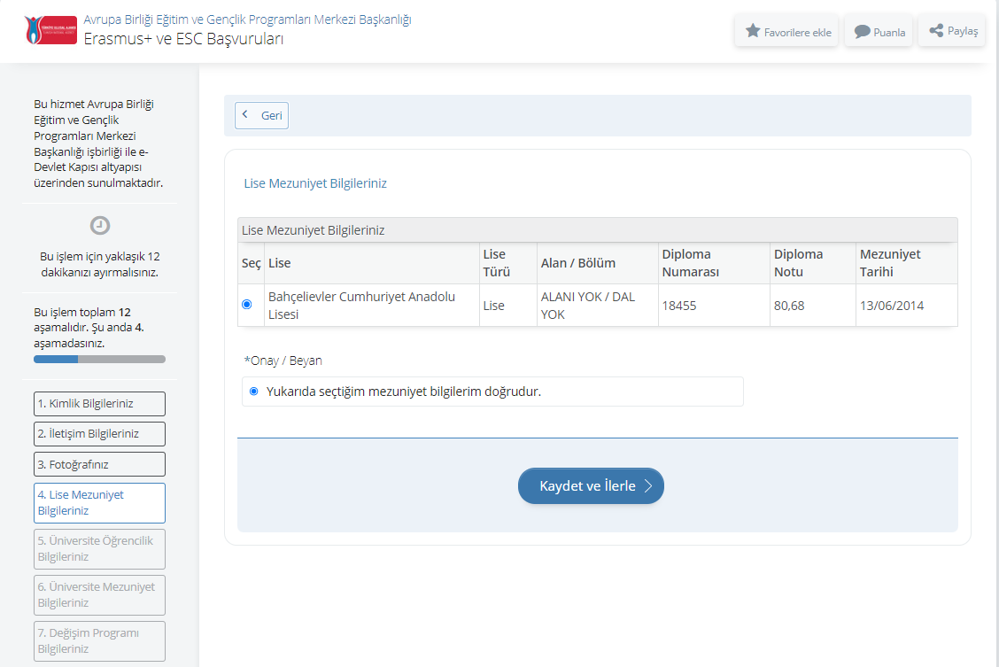 Avrupa Birliği Eğitim ve Gençlik Programları Merkezi Başkanlığı
Erasmus+ ve ESC Başvuruları
Favorilere ekle
Puanla
Paylaş
Bu hizmet Avrupa Birliği
Eğitim ve Gençlik
Programları Merkezi
Başkanlığı işbirliği ile e-
Devlet Kapısı altyapısı
üzerinden sunulmaktadır.
Bu işlem için yaklaşık 12
dakikanızı ayırmalısınız.
Bu işlem toplam 12
aşamalıdır. Şu anda 4.
aşamadasınız.
1. Kimlik Bilgileriniz
2. İletişim Bilgileriniz
3. Fotoğrafınız
4. Lise Mezuniyet
Bilgileriniz
5. Üniversite Öğrencilik
Bilgileriniz
6. Üniversite Mezuniyet
Bilgileriniz
7. Değişim Programı
Bilgileriniz
Geri
Lise Mezuniyet Bilgileriniz
Lise Mezuniyet Bilgileriniz
Seç Lise Lise Türü Alan / Bölüm Diploma Numarası Diploma Notu Mezuniyet Tarihi
Bahçelievler Cumhuriyet Anadolu Lisesi Lise ALANI YOK / DAL YOK 18455 80,68 13/06/2014
*Onay / Beyan
Yukarıda seçtiğim mezuniyet bilgilerim doğrudur.
Kaydet ve İlerle